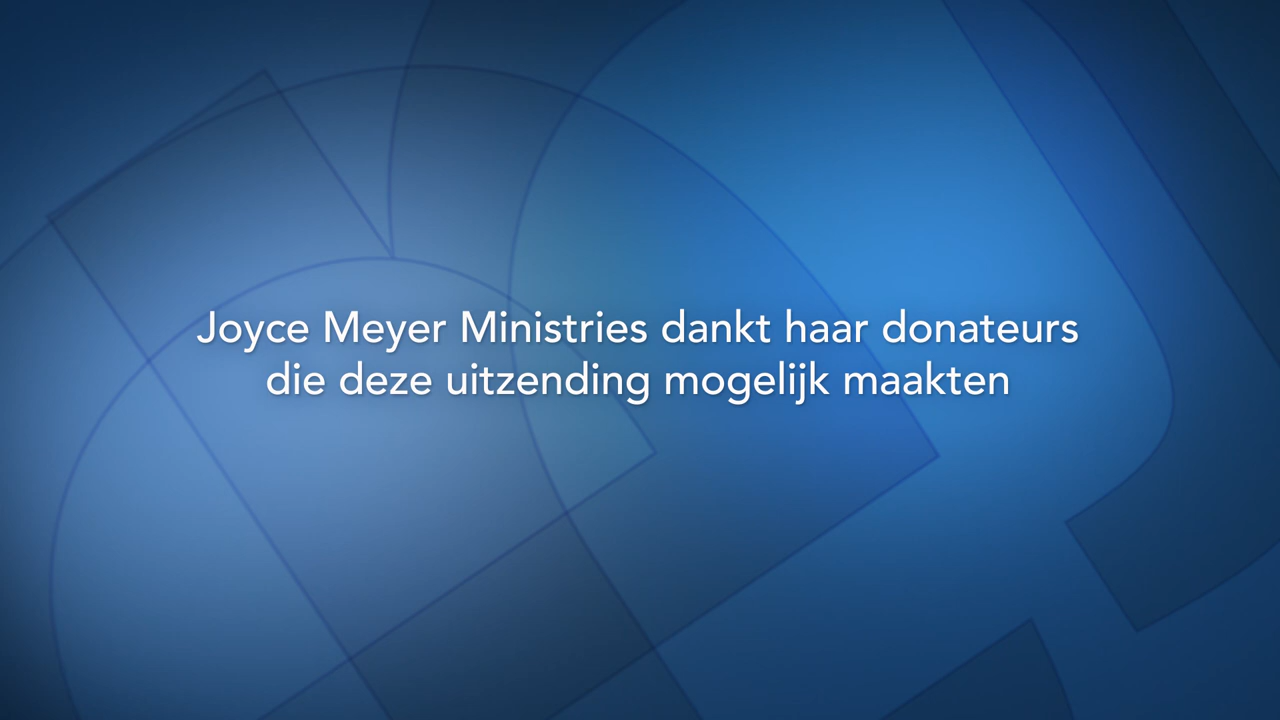 Joyce Meyer Ministries dankt haar donateurs
die deze uitzending mogelijk maakten